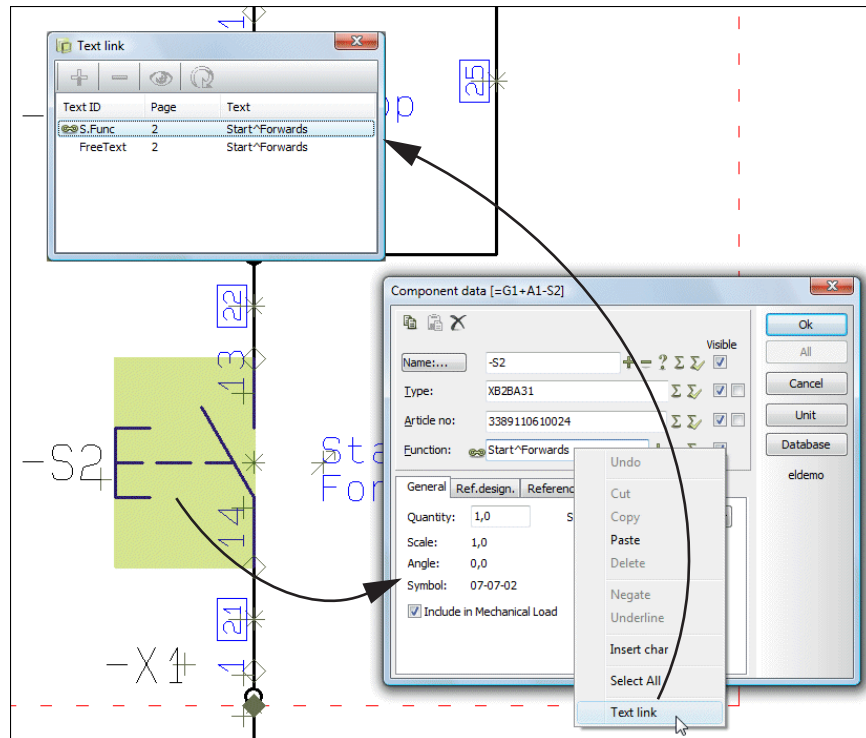 1
Text link
Text ID Page Text
S.Func 2 Start^Forwards
FreeText 2 Start^Forwards
25
op
22
13
-S2
14
21
-X1
1
Sta
For
Component data [=G1+A1-S2]
Visible
Name:... -S2
Type: XB2BA31
Article no: 3389110610024
Function: Start^Forwards
General Ref.design. Referenc
Quantity: 1,0 S
Scale: 1,0
Angle: 0,0
Symbol: 07-07-02
Include in Mechanical Load
Ok
All
Cancel
Unit
Database
eldemo
Undo
Cut
Copy
Paste
Delete
Negate
Underline
Insert char
Select All
Text link